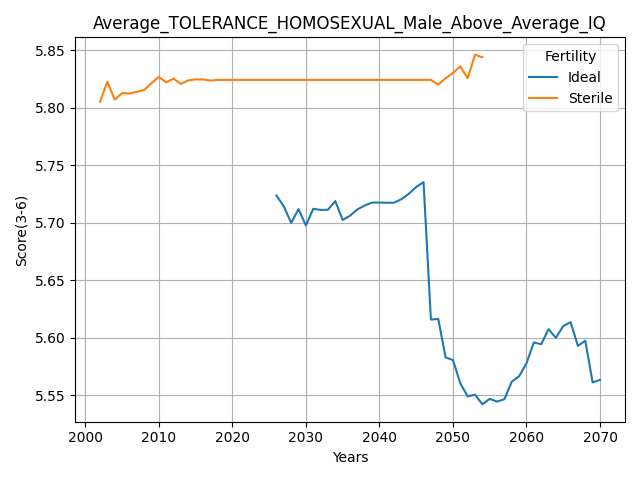 Average_TOLERANCE_HOMOSEXUAL_Male_Above_Average_IQ
Score(3-6)
5.85
5.80
5.75
5.70
5.65
5.60
5.55
Fertility
Ideal
Sterile
2000 2010 2020 2030 2040 2050 2060 2070
Years